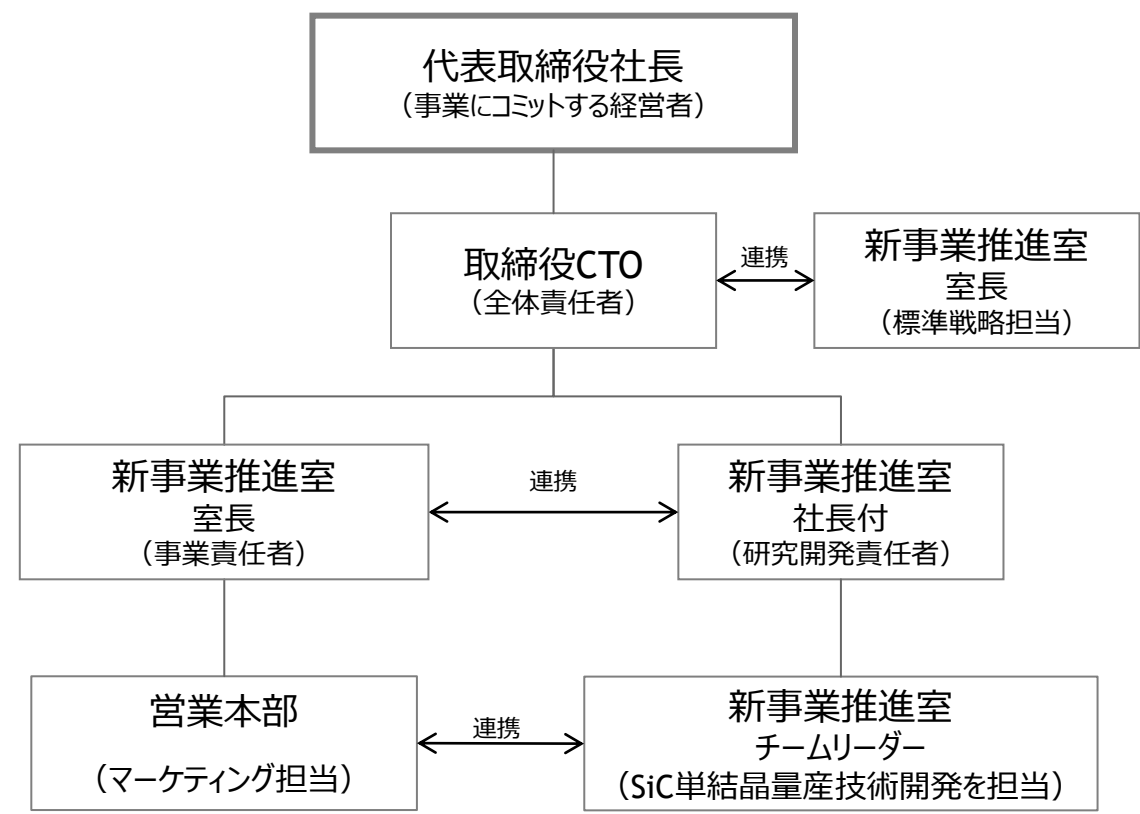 代表取締役社長
（事業にコミットする経営者）
取締役CTO
（全体責任者）
連携
新事業推進室
室長
（標準戦略担当）
新事業推進室
室長
（事業責任者）
連携
新事業推進室
社長付
（研究開発責任者）
営業本部
（マーケティング担当）
連携
新事業推進室
チームリーダー
（SiC単結晶量産技術開発を担当）